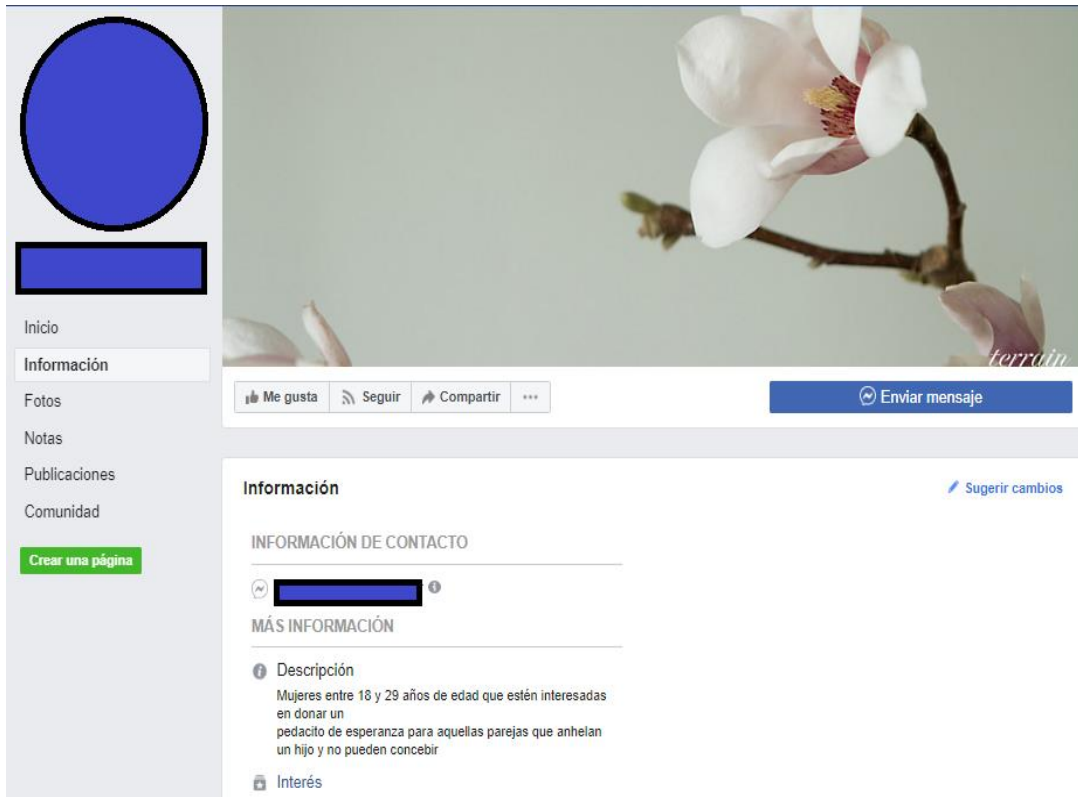 terrain
Inicio
Información
Fotos
Notas
Publicaciones
Comunidad
Crear una página
Me gusta
Seguir
Compartir
Enviar mensaje
Información
Sugerir cambios
INFORMACIÓN DE CONTACTO
MÁS INFORMACIÓN
Descripción
Mujeres entre 18 y 29 años de edad que estén interesadas
en donar un
pedacito de esperanza para aquellas parejas que anhelan
un hijo y no pueden concebir
Interés